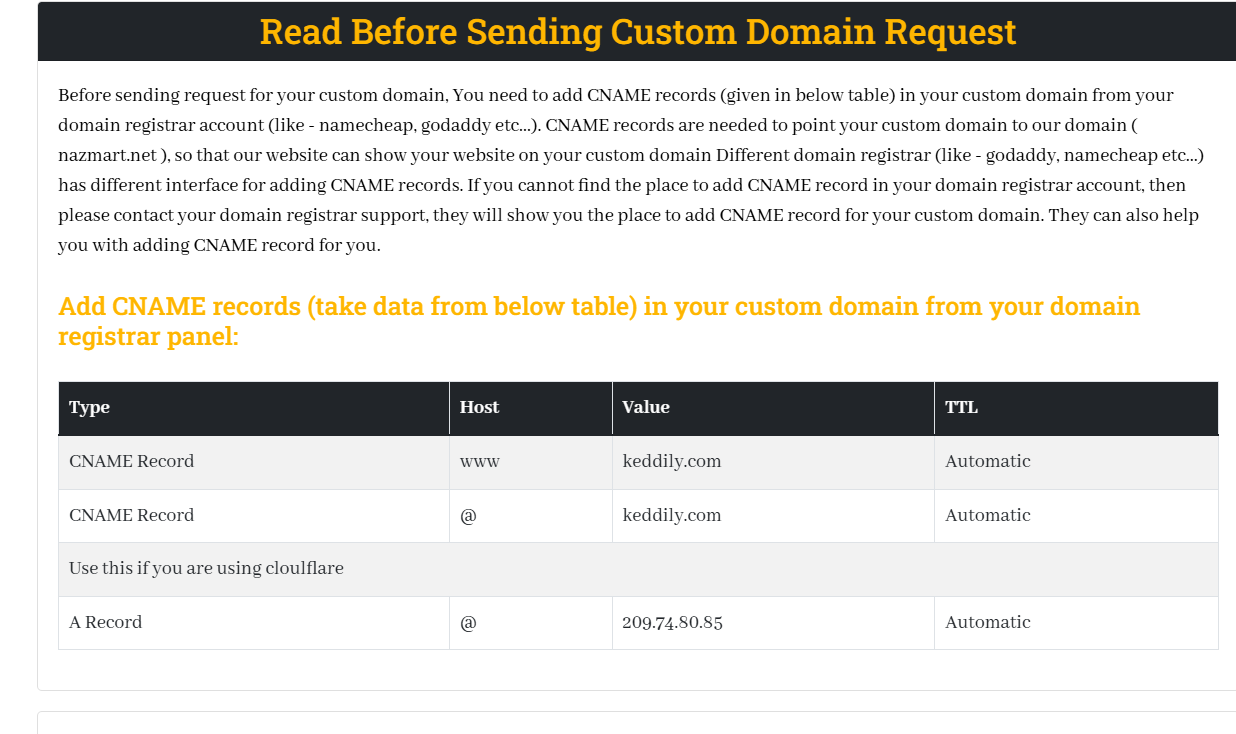 Read Before Sending Custom Domain Request
Before sending request for your custom domain, You need to add CNAME records (given in below table) in your custom domain from your
domain registrar account (like - namecheap, godaddy etc...). CNAME records are needed to point your custom domain to our domain (
nazmart.net ), so that our website can show your website on your custom domain Different domain registrar (like - godaddy, namecheap etc...)
has different interface for adding CNAME records. If you cannot find the place to add CNAME record in your domain registrar account, then
please contact your domain registrar support, they will show you the place to add CNAME record for your custom domain. They can also help
you with adding CNAME record for you.
Add CNAME records (take data from below table) in your custom domain from your domain
registrar panel:
Type Host Value TTL
CNAME Record www keddily.com Automatic
CNAME Record @ keddily.com Automatic
Use this if you are using cloulflare
A Record @ 209.74.80.85 Automatic